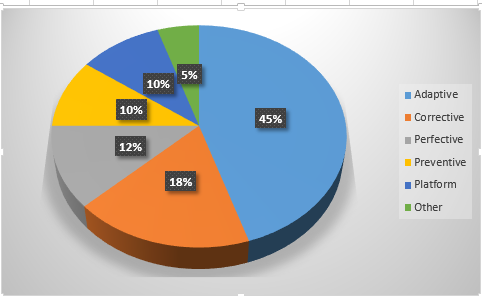 5%
10%
10%
45%
12%
18%
Adaptive
Corrective
Perfective
Preventive
Platform
Other